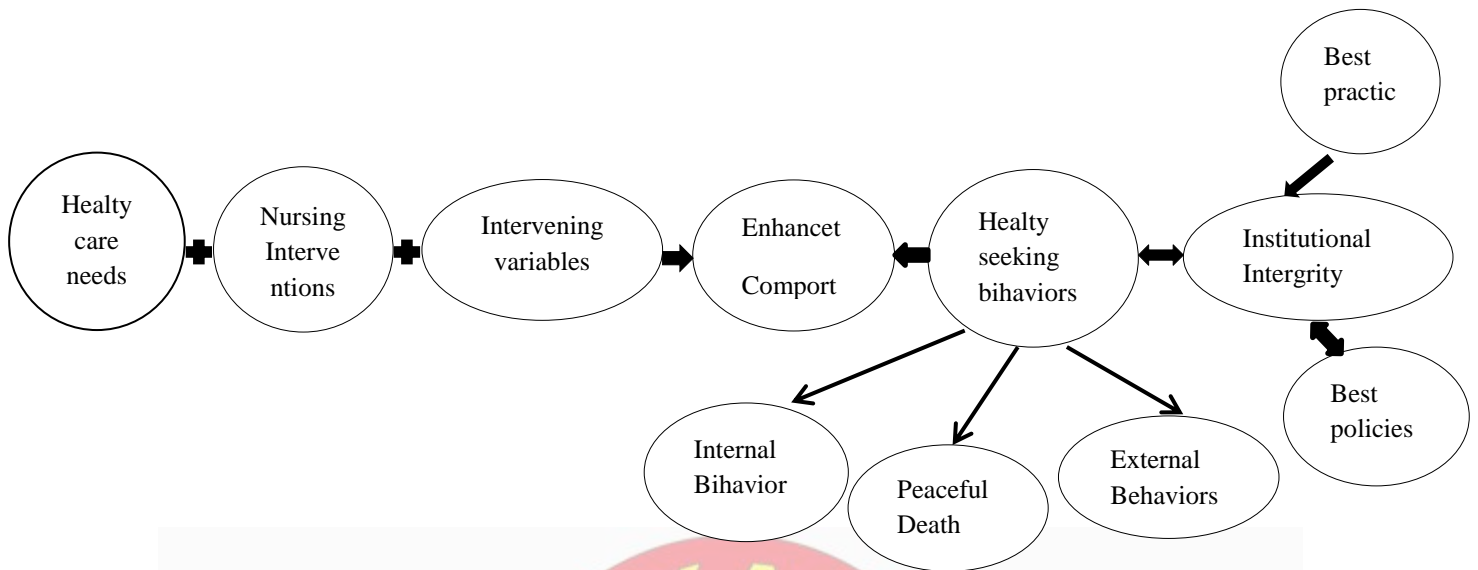 Healty
care
needs
Nursing
Interve
ntions
Intervening
variables
Enhancet
Comport
Healty
seeking
bihaviors
Institutional
Intergrity
Best
practic
Best
policies
Internal
Bihavior
Peaceful
Death
External
Behaviors